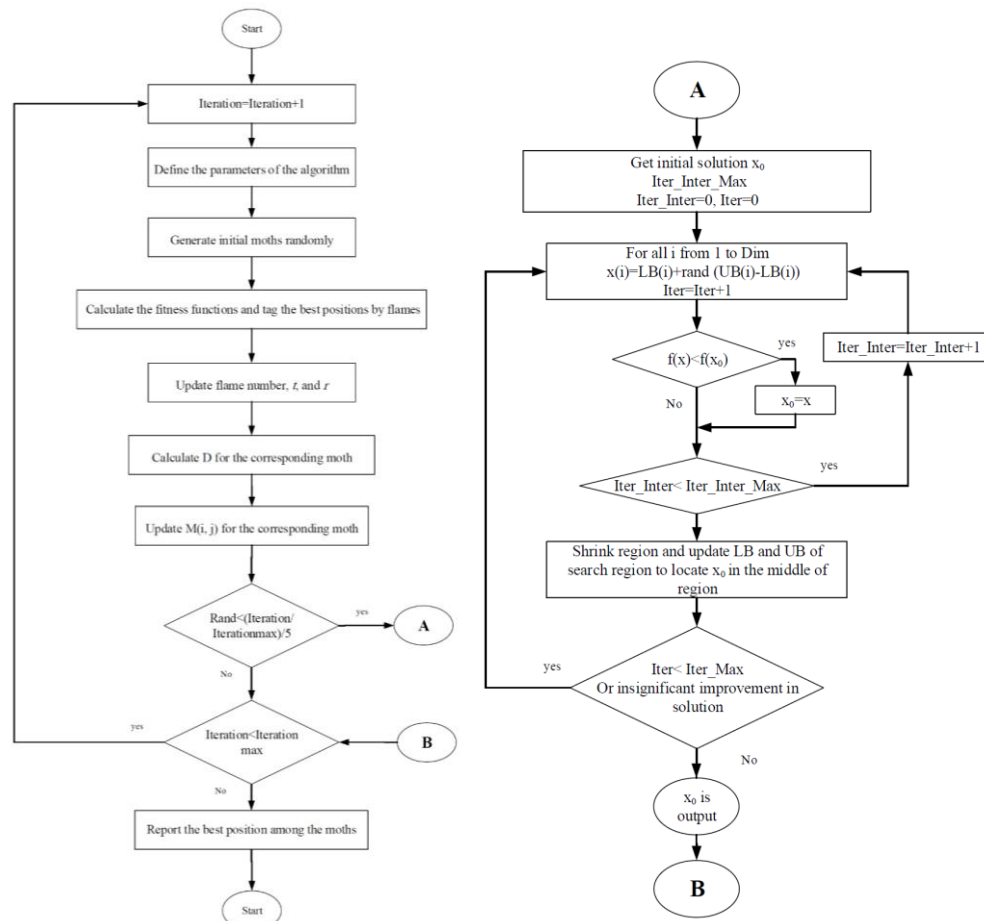 Start
Iteration=Iteration+1
Define the parameters of the algorithm
Generate initial moths randomly
Calculate the fitness functions and tag the best positions by flames
Update flame number, t, and r
Calculate D for the corresponding moth
Update M(i, j) for the corresponding moth
Rand<(Iteration/
Iterationmax)/5
yes
A
No
Iteration<Iteration
max
yes
B
No
Report the best position among the moths
Start
A
Get initial solution x₀
Iter_Inter_Max
Iter_Inter=0, Iter=0
For all i from 1 to Dim
x(i)=LB(i)+rand (UB(i)-LB(i))
Iter=Iter+1
f(x)<f(x₀)
yes
x₀=x
No
Iter_Inter=Iter_Inter+1
Iter_Inter< Iter_Inter_Max
yes
Shrink region and update LB and UB of
search region to locate x₀ in the middle of
region
Iter< Iter_Max
Or insignificant improvement in
solution
yes
No
x₀ is
output
B